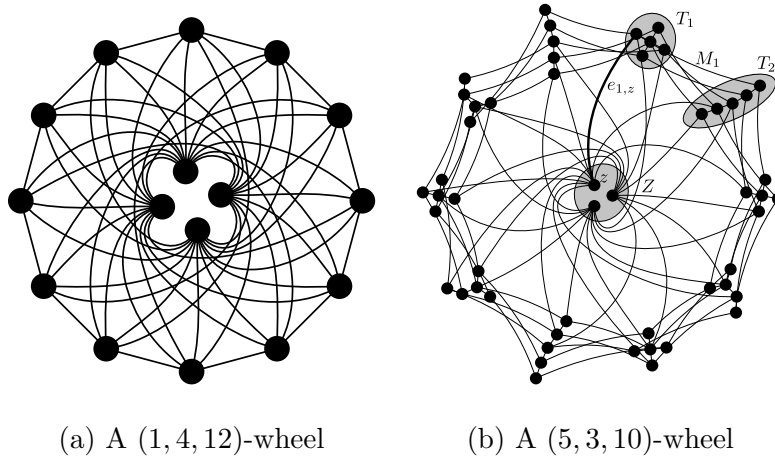 T₁
M₁
T₂
e₁,z
z
Z
(a) A (1, 4, 12)-wheel
(b) A (5, 3, 10)-wheel